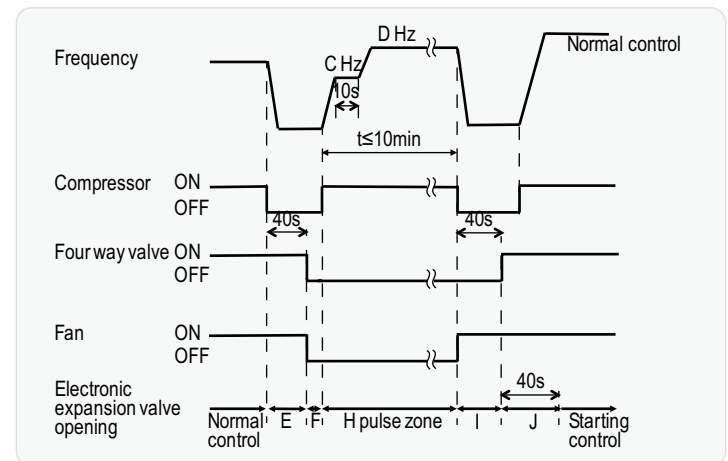 D Hz
Frequency
Normal control
C Hz
10s
t≤10min
Compressor ON
OFF
40s
40s
Four way valve ON
OFF
Fan ON
OFF
Electronic
expansion valve
opening
40s
Normal
control
E
F
H pulse zone
I
J
Starting
control